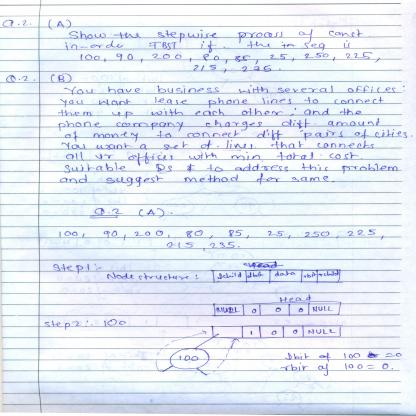 Q.2. (A)
Show the stepwise process of const
in-orde TBST if the in seq is
100, 90, 200, 80, 85, 25, 250, 225,
215, 235.
Q.2. (B)
You have business with several offices:
you want lease phone lines to connect
them up with each other; and the
phone company charges diff amount
of money to connect diff pairs of cities.
You want a set of lines that connects
all ur offices with min total cost.
Suitable Ds to address this problem
and suggest method for same.
Q.2 (A).
100, 90, 200, 80, 85, 25, 250, 225,
215, 235.
Step1:-
Node structure: lchild lbit data rbit rchild
Head
NULL 0 0 0 NULL
step2:- 100
1 0 0 NULL
100
lbit of 100 = 0
rbit of 100 = 0.